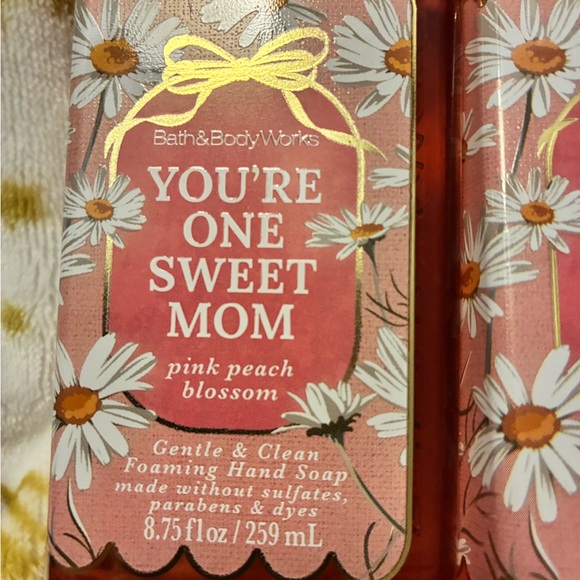 Bath&BodyWorks
YOU'RE
ONE
SWEET
MOM
pink peach
blossom
Gentle & Clean
Foaming Hand Soap
made without sulfates,
parabens & dyes
8.75 fl oz / 259 mL